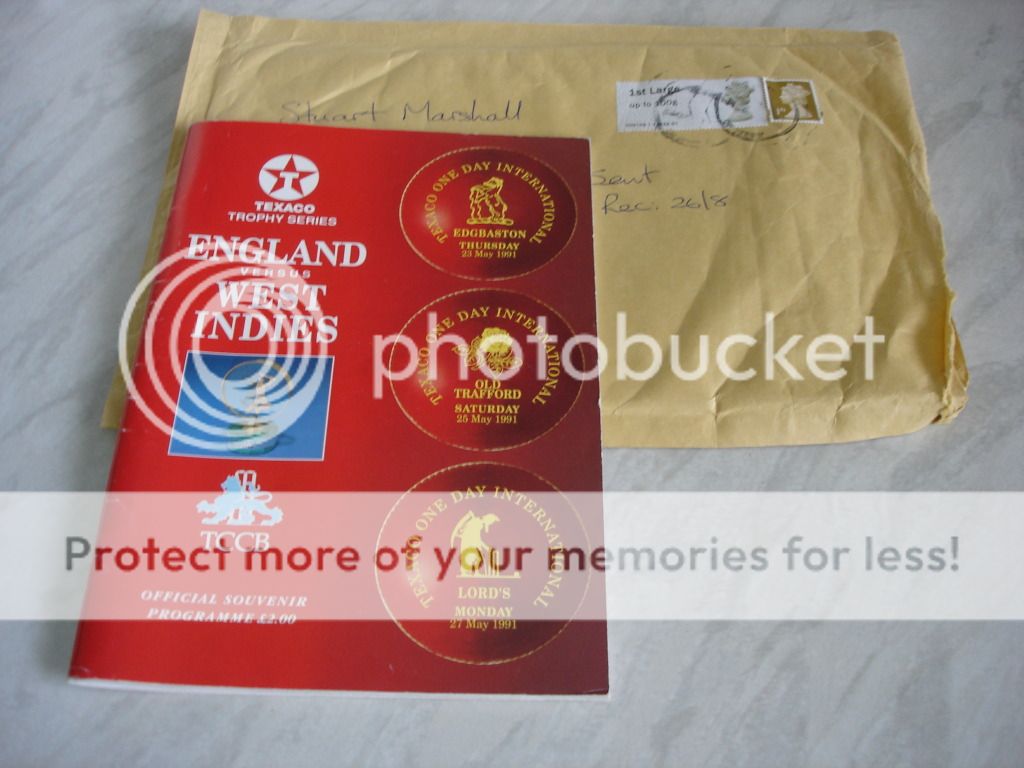 Stuart Marshall
1st Large
up to 100g
Sent
Rec. 26/8
TEXACO
TROPHY SERIES
ENGLAND
VERSUS
WEST
INDIES
TCCB
OFFICIAL SOUVENIR
PROGRAMME £2.00
TEXACO ONE DAY INTERNATIONAL
EDGBASTON
THURSDAY
23 May 1991
TEXACO ONE DAY INTERNATIONAL
OLD
TRAFFORD
SATURDAY
25 May 1991
TEXACO ONE DAY INTERNATIONAL
LORD'S
MONDAY
27 May 1991
photobucket
Protect more of your memories for less!